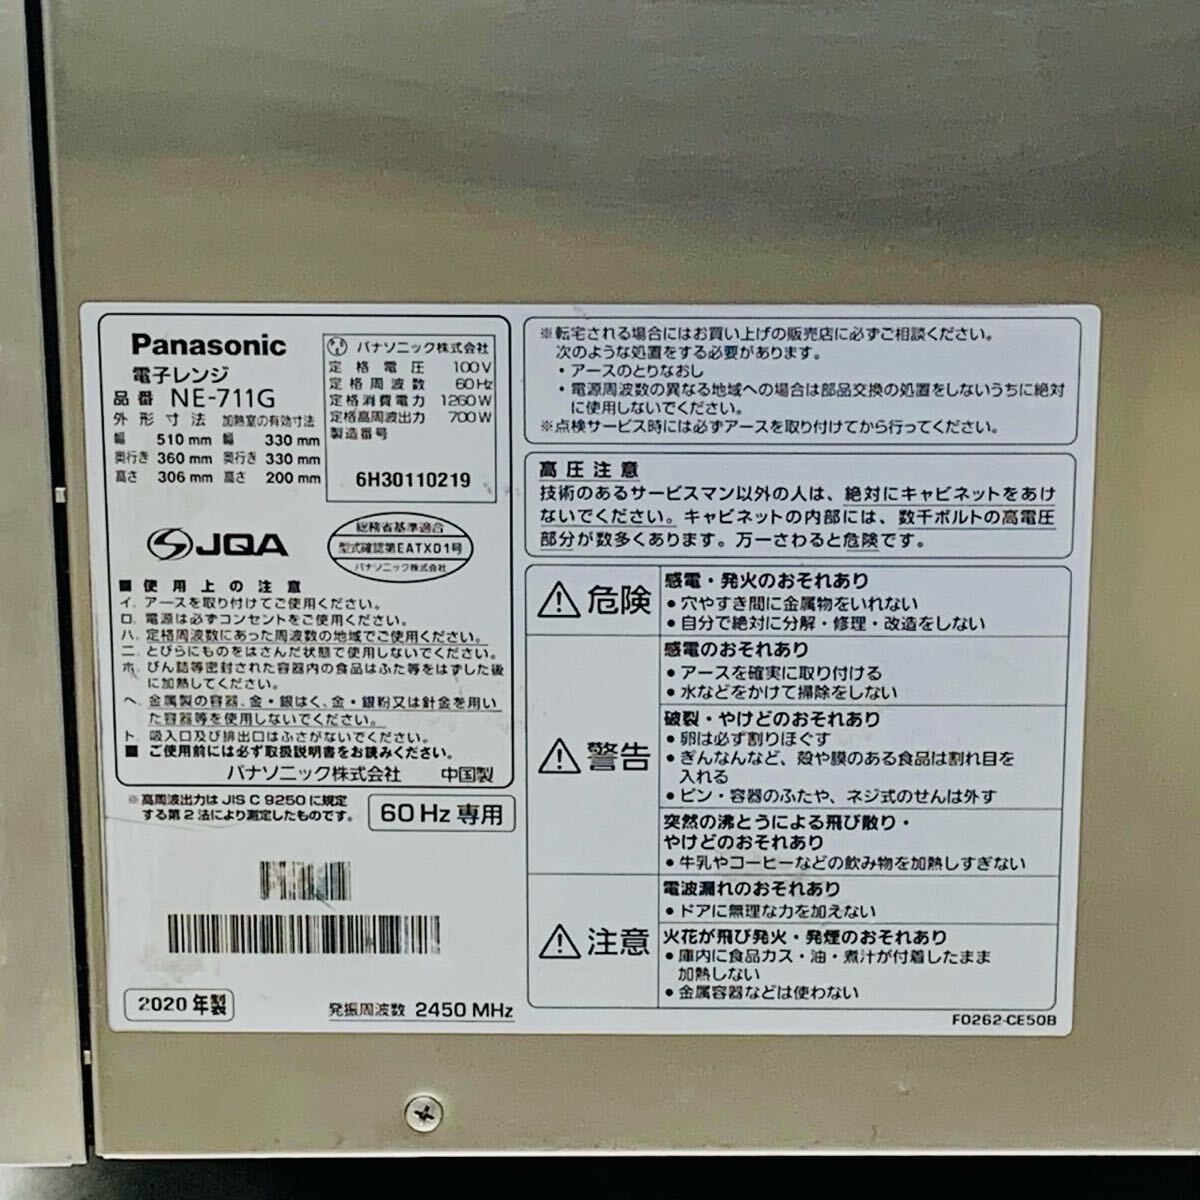 Panasonic
電子レンジ
品番 NE-711G
外形寸法 加熱室の有効寸法
幅 510mm 幅 330mm
奥行き 360mm 奥行き 330mm
高さ 306mm 高さ 200mm
パナソニック株式会社
定格電圧 100V
定格周波数 60Hz
定格消費電力 1260W
定格高周波出力 700W
製造番号
6H30110219
JQA
総務省基準適合
型式確認第EATX01号
パナソニック株式会社
■使用上の注意
イ. アースを取り付けてご使用ください。
ロ. 電源は必ずコンセントをご使用ください。
ハ. 定格周波数にあった周波数の地域でご使用ください。
ニ. とびらにものをはさんだ状態で使用しないでください。
ホ. びん詰等密封された容器内の食品はふた等をはずした後
に加熱してください。
ヘ. 金属製の容器、金・銀はく、金・銀粉又は針金を用い
た容器等を使用しないでください。
ト. 吸入口及び排出口はふさがないでください。
■ご使用前には必ず取扱説明書をお読みください。
パナソニック株式会社 中国製
※高周波出力はJIS C 9250に規定
する第2法により測定したものです。
60Hz専用
2020年製
発振周波数 2450 MHz
※転宅される場合にはお買い上げの販売店に必ずご相談ください。
次のような処置をする必要があります。
・アースのとりなおし
・電源周波数の異なる地域への場合は部品交換の処置をしないうちに絶対
に使用しないでください。
※点検サービス時には必ずアースを取り付けてから行ってください。
高圧注意
技術のあるサービスマン以外の人は、絶対にキャビネットをあけ
ないでください。キャビネットの内部には、数千ボルトの高電圧
部分が数多くあります。万一さわると危険です。
危険
感電・発火のおそれあり
●穴やすき間に金属物をいれない
●自分で絶対に分解・修理・改造をしない
警告
感電のおそれあり
●アースを確実に取り付ける
●水などをかけて掃除をしない
破裂・やけどのおそれあり
●卵は必ず割りほぐす
●ぎんなんなど、殻や膜のある食品は割れ目を
入れる
●ビン・容器のふたや、ネジ式のせんは外す
突然の沸とうによる飛び散り・
やけどのおそれあり
●牛乳やコーヒーなどの飲み物を加熱しすぎない
注意
電波漏れのおそれあり
●ドアに無理な力を加えない
火花が飛び発火・発煙のおそれあり
●庫内に食品カス・油・煮汁が付着したまま
加熱しない
●金属容器などは使わない
F0262-CE50B